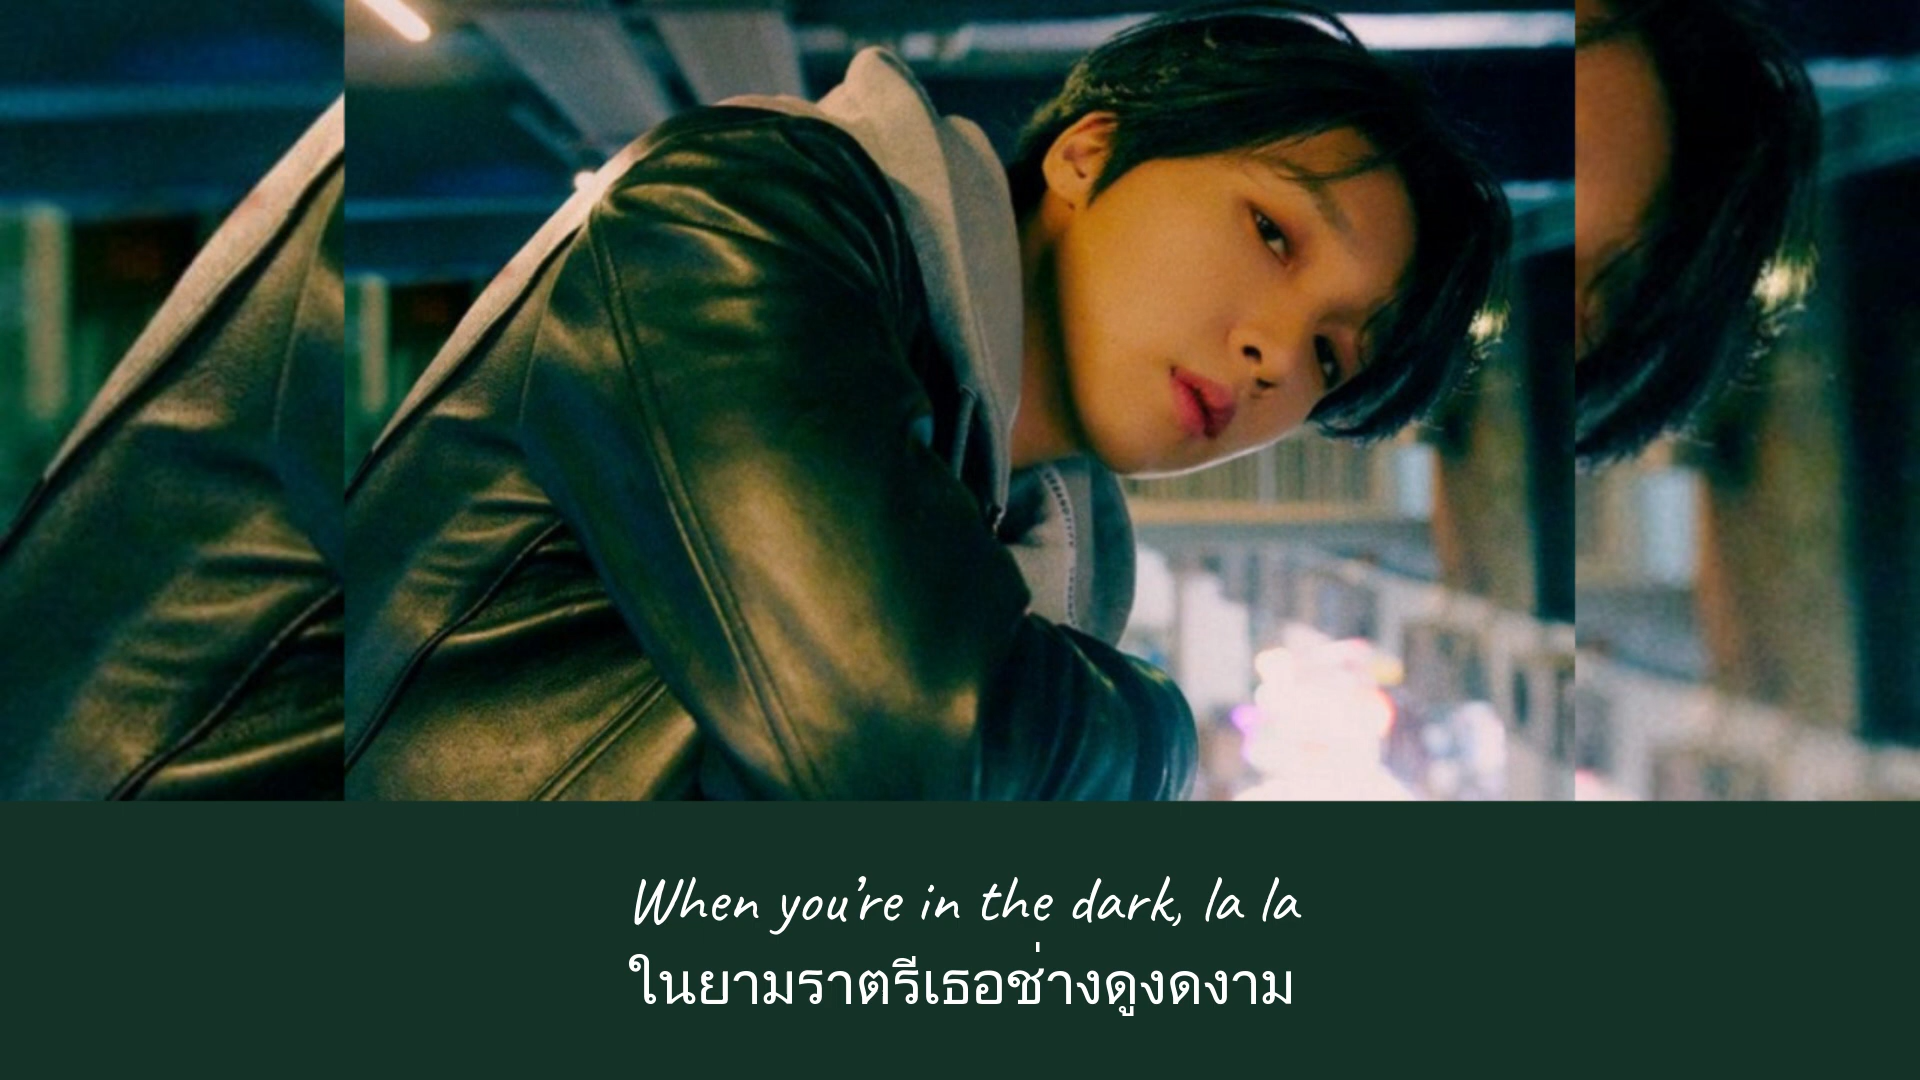 When you're in the dark, la la
ในยามราตรีเธอช่างดูงดงาม